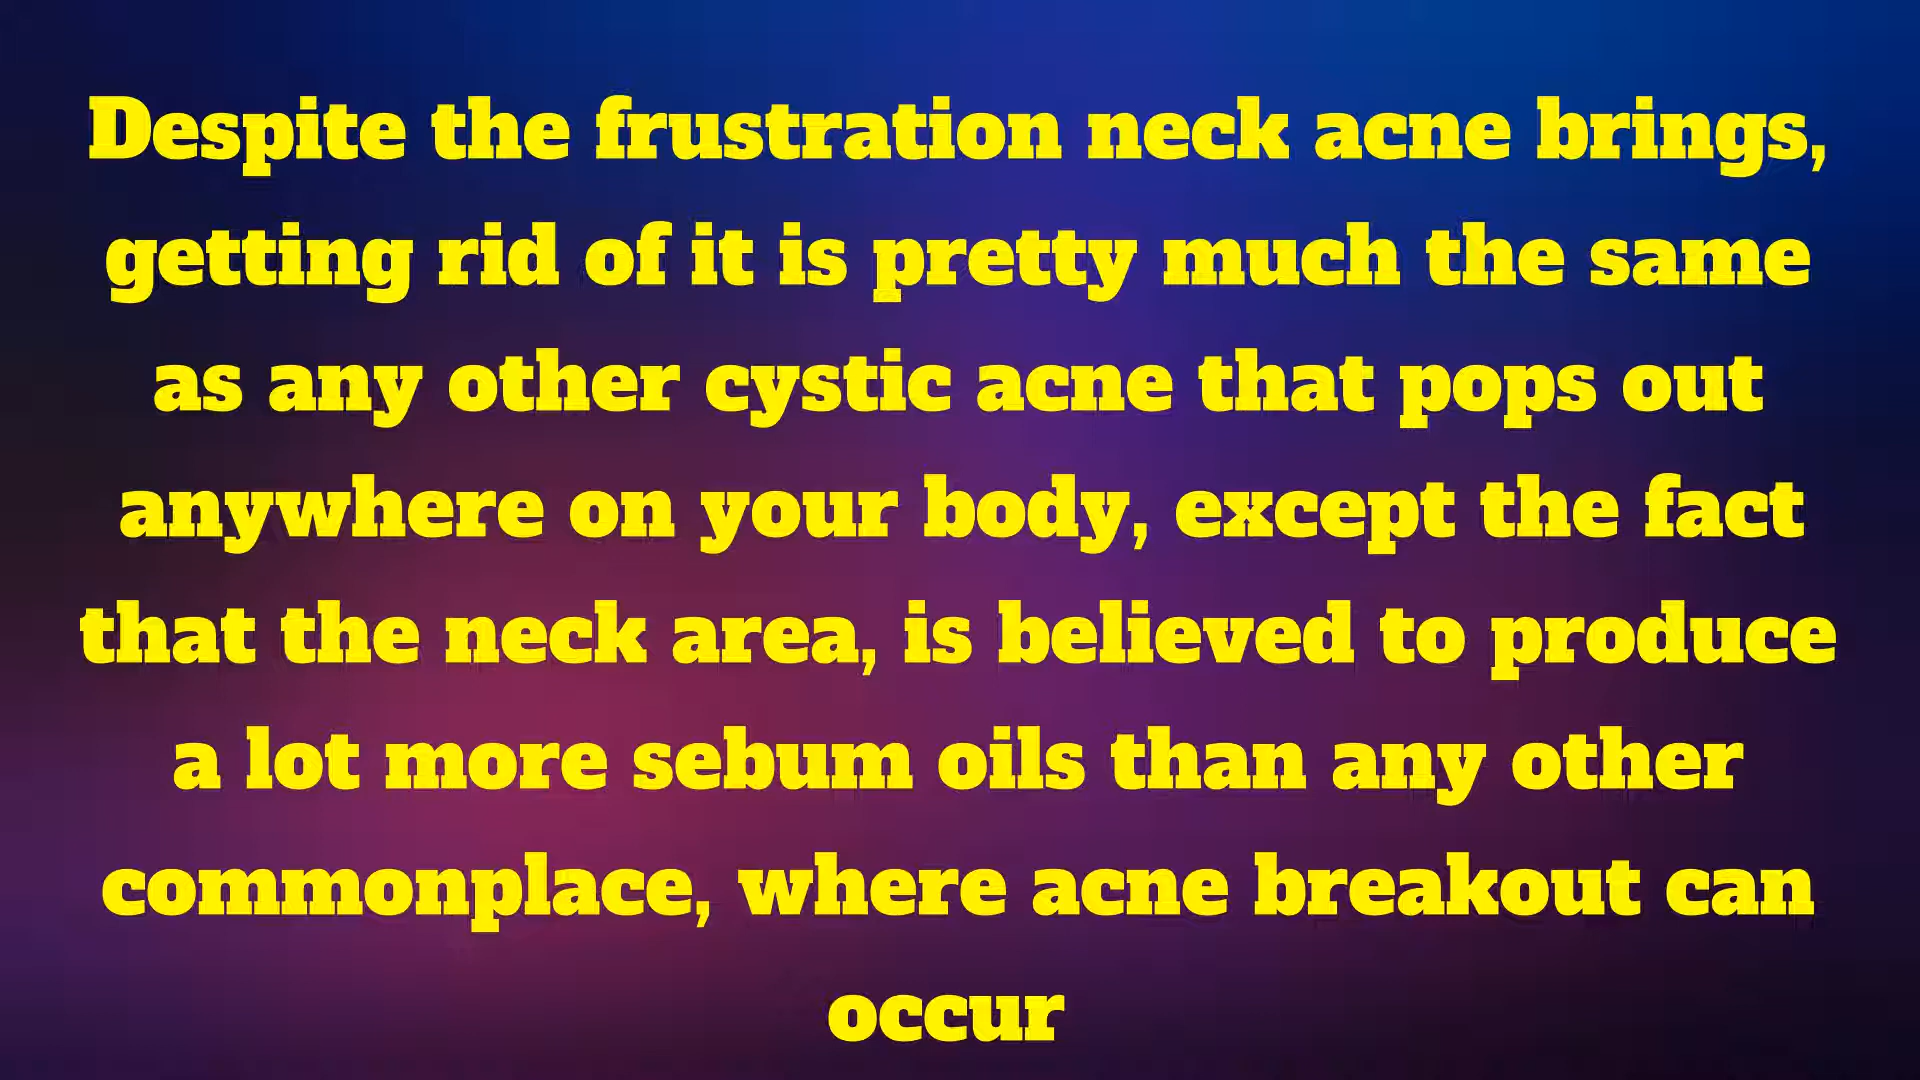 Despite the frustration neck acne brings,
getting rid of it is pretty much the same
as any other cystic acne that pops out
anywhere on your body, except the fact
that the neck area, is believed to produce
a lot more sebum oils than any other
commonplace, where acne breakout can
occur